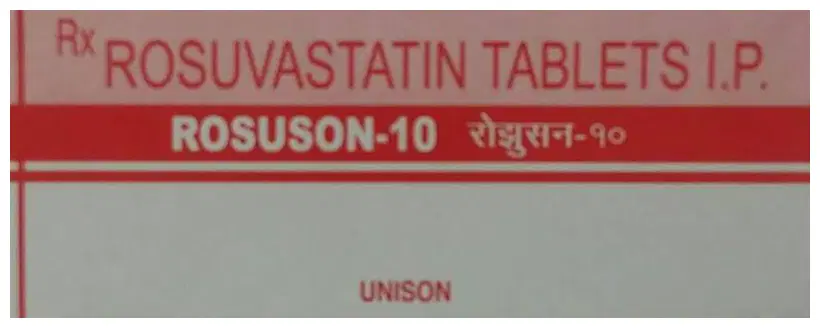 Rx ROSUVASTATIN TABLETS I.P.
ROSUSON-10 रोझुसन-१०
UNISON